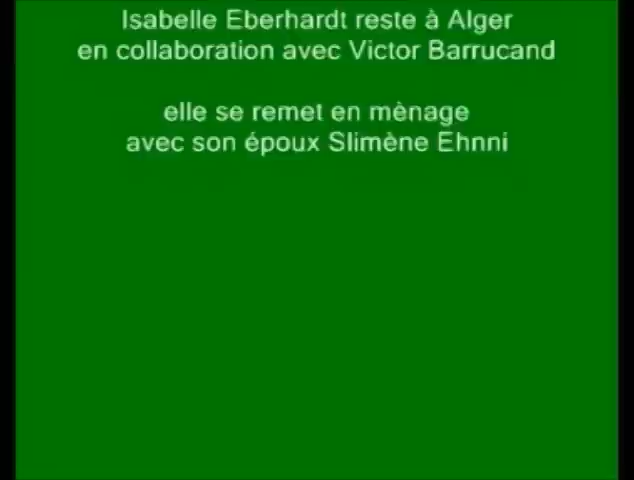 Isabelle Eberhardt reste à Alger
en collaboration avec Victor Barrucand
elle se remet en mènage
avec son époux Slimène Ehnni